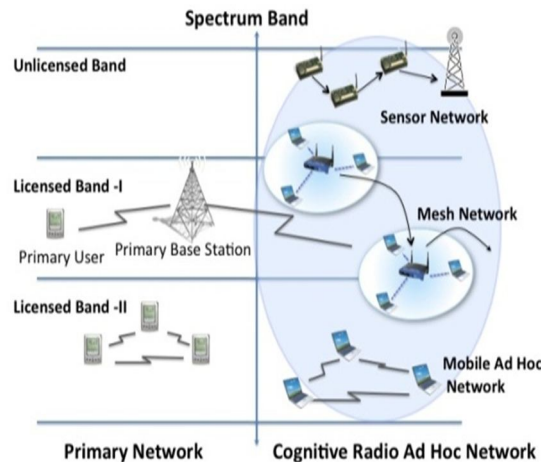 Spectrum Band
Unlicensed Band
Sensor Network
Licensed Band -I
Mesh Network
Primary User
Primary Base Station
Licensed Band -II
Mobile Ad Hoc
Network
Primary Network
Cognitive Radio Ad Hoc Network